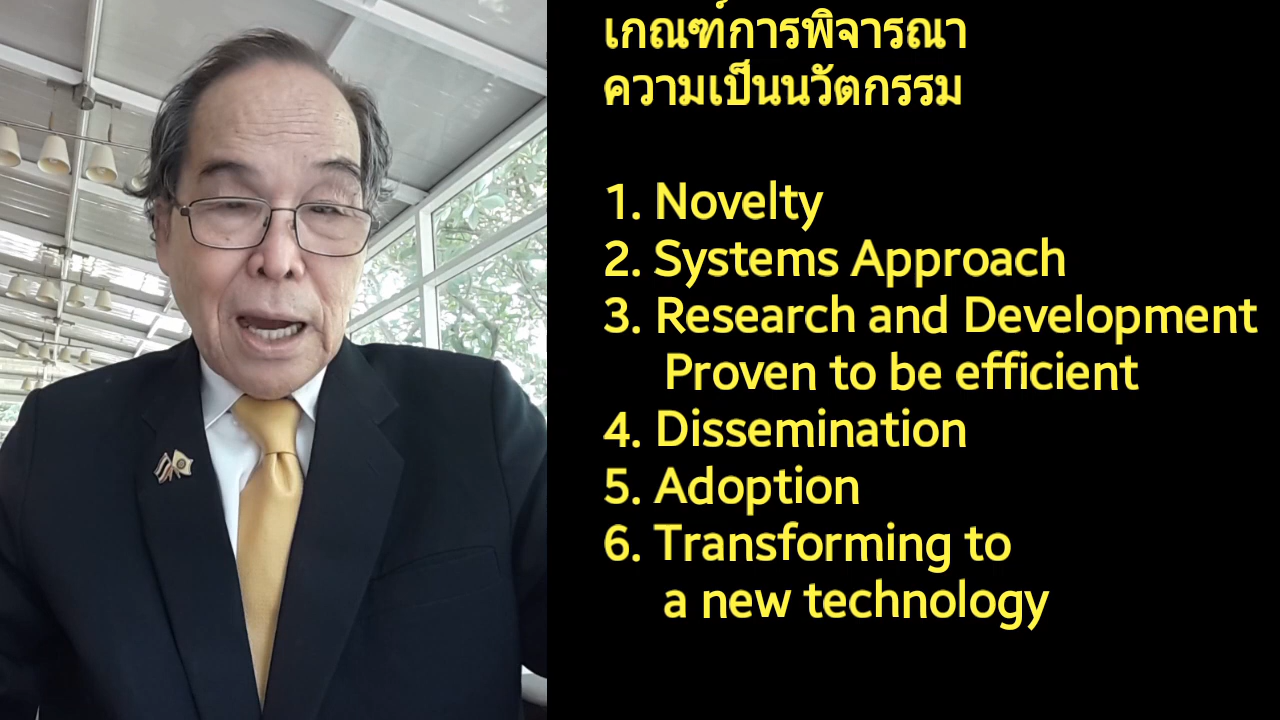 เกณฑ์การพิจารณา
ความเป็นนวัตกรรม
1. Novelty
2. Systems Approach
3. Research and Development
Proven to be efficient
4. Dissemination
5. Adoption
6. Transforming to
a new technology